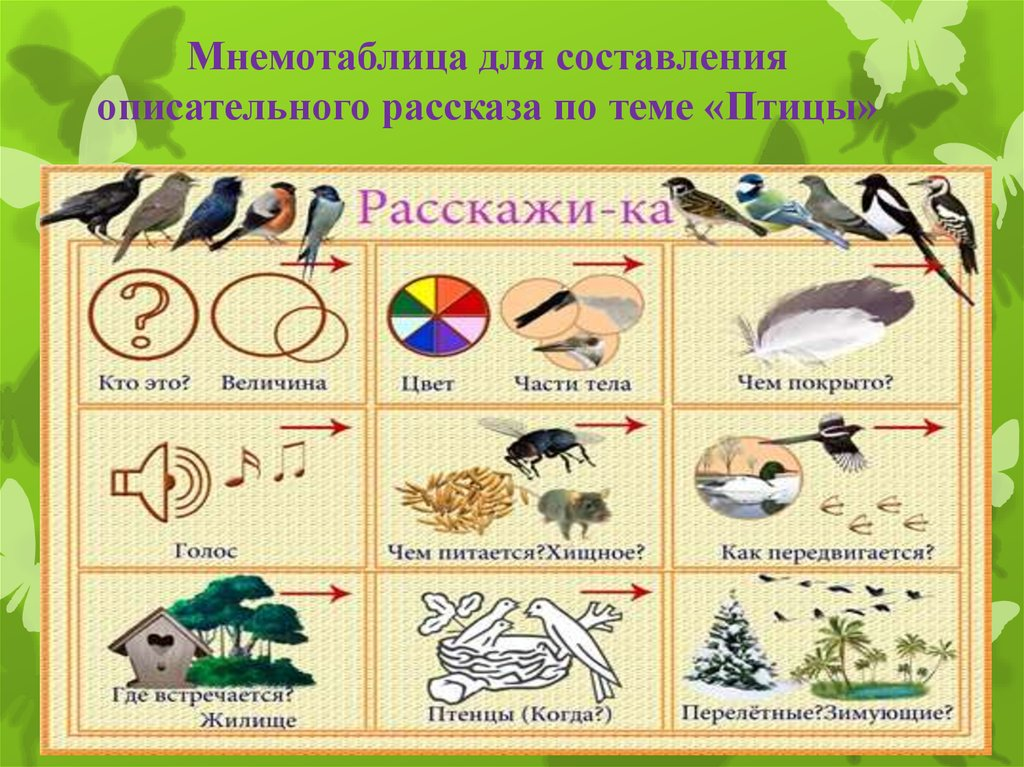 Мнемотаблица для составления
описательного рассказа по теме «Птицы»
Расскажи-ка
?
Кто это? Величина
Цвет Части тела
Чем покрыто?
Голос
Чем питается?Хищное?
Как передвигается?
Где встречается?
Жилище
Птенцы (Когда?)
Перелётные?Зимующие?